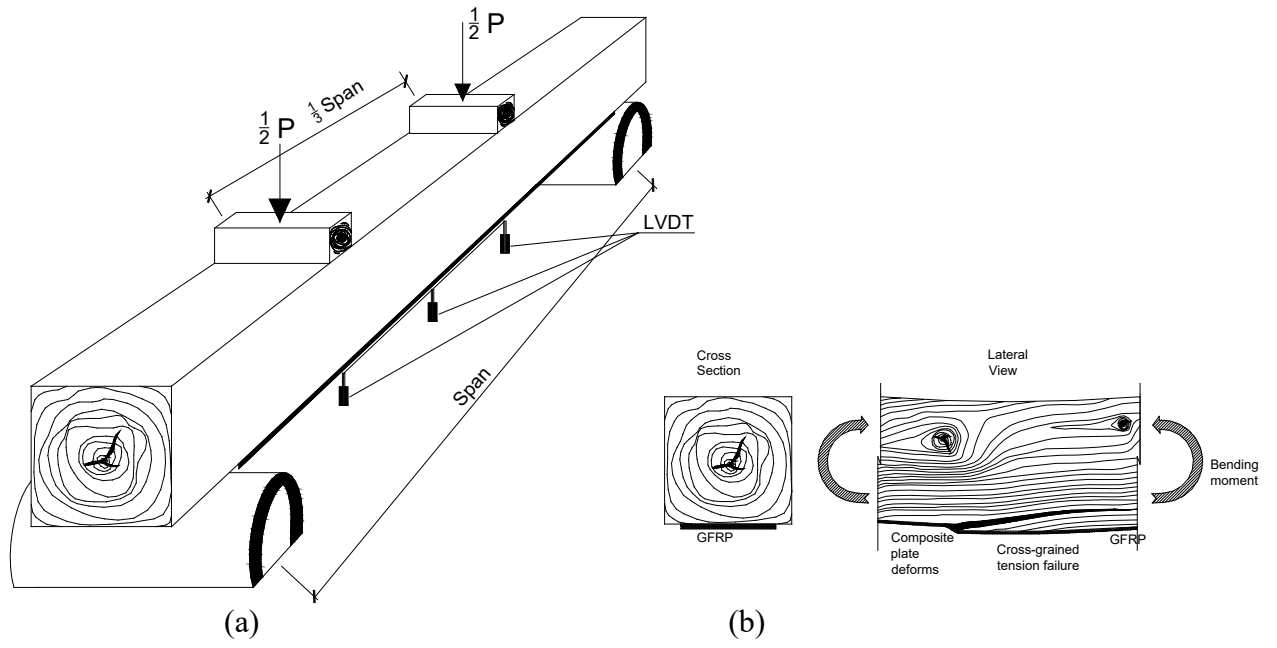 ½ P
⅓ Span
½ P
LVDT
Span
(a)
Cross
Section
GFRP
Lateral
View
Bending
moment
Composite
plate
deforms
Cross-grained
tension failure
GFRP
(b)